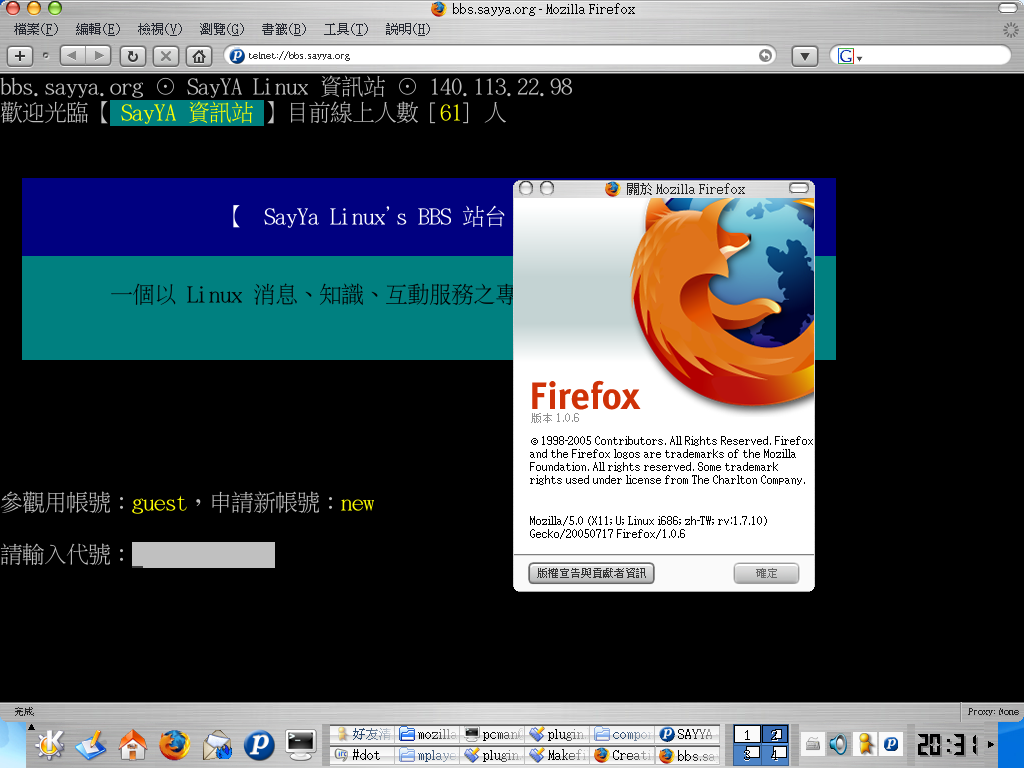 bbs.sayya.org - Mozilla Firefox
檔案(F) 編輯(E) 檢視(V) 瀏覽(G) 書籤(B) 工具(T) 說明(H)
telnet://bbs.sayya.org
bbs.sayya.org ⊙ SayYA Linux 資訊站 ⊙ 140.113.22.98
歡迎光臨【 SayYA 資訊站 】目前線上人數 [61] 人
【 SayYa Linux's BBS 站台
一個以 Linux 消息、知識、互動服務之專
關於 Mozilla Firefox
Firefox
版本 1.0.6
© 1998-2005 Contributors. All Rights Reserved. Firefox
and the Firefox logos are trademarks of the Mozilla
Foundation. All rights reserved. Some trademark
rights used under license from The Charlton Company.
Mozilla/5.0 (X11; U; Linux i686; zh-TW; rv:1.7.10)
Gecko/20050717 Firefox/1.0.6
版權宣告與貢獻者資訊 確定
參觀用帳號：guest，申請新帳號：new
請輸入代號：
完成
Proxy: None
好友清 mozilla pcman plugin compo SAYYA
#dot mplaye plugin Makefi Creati bbs.sa
1 2
3 4
20:31